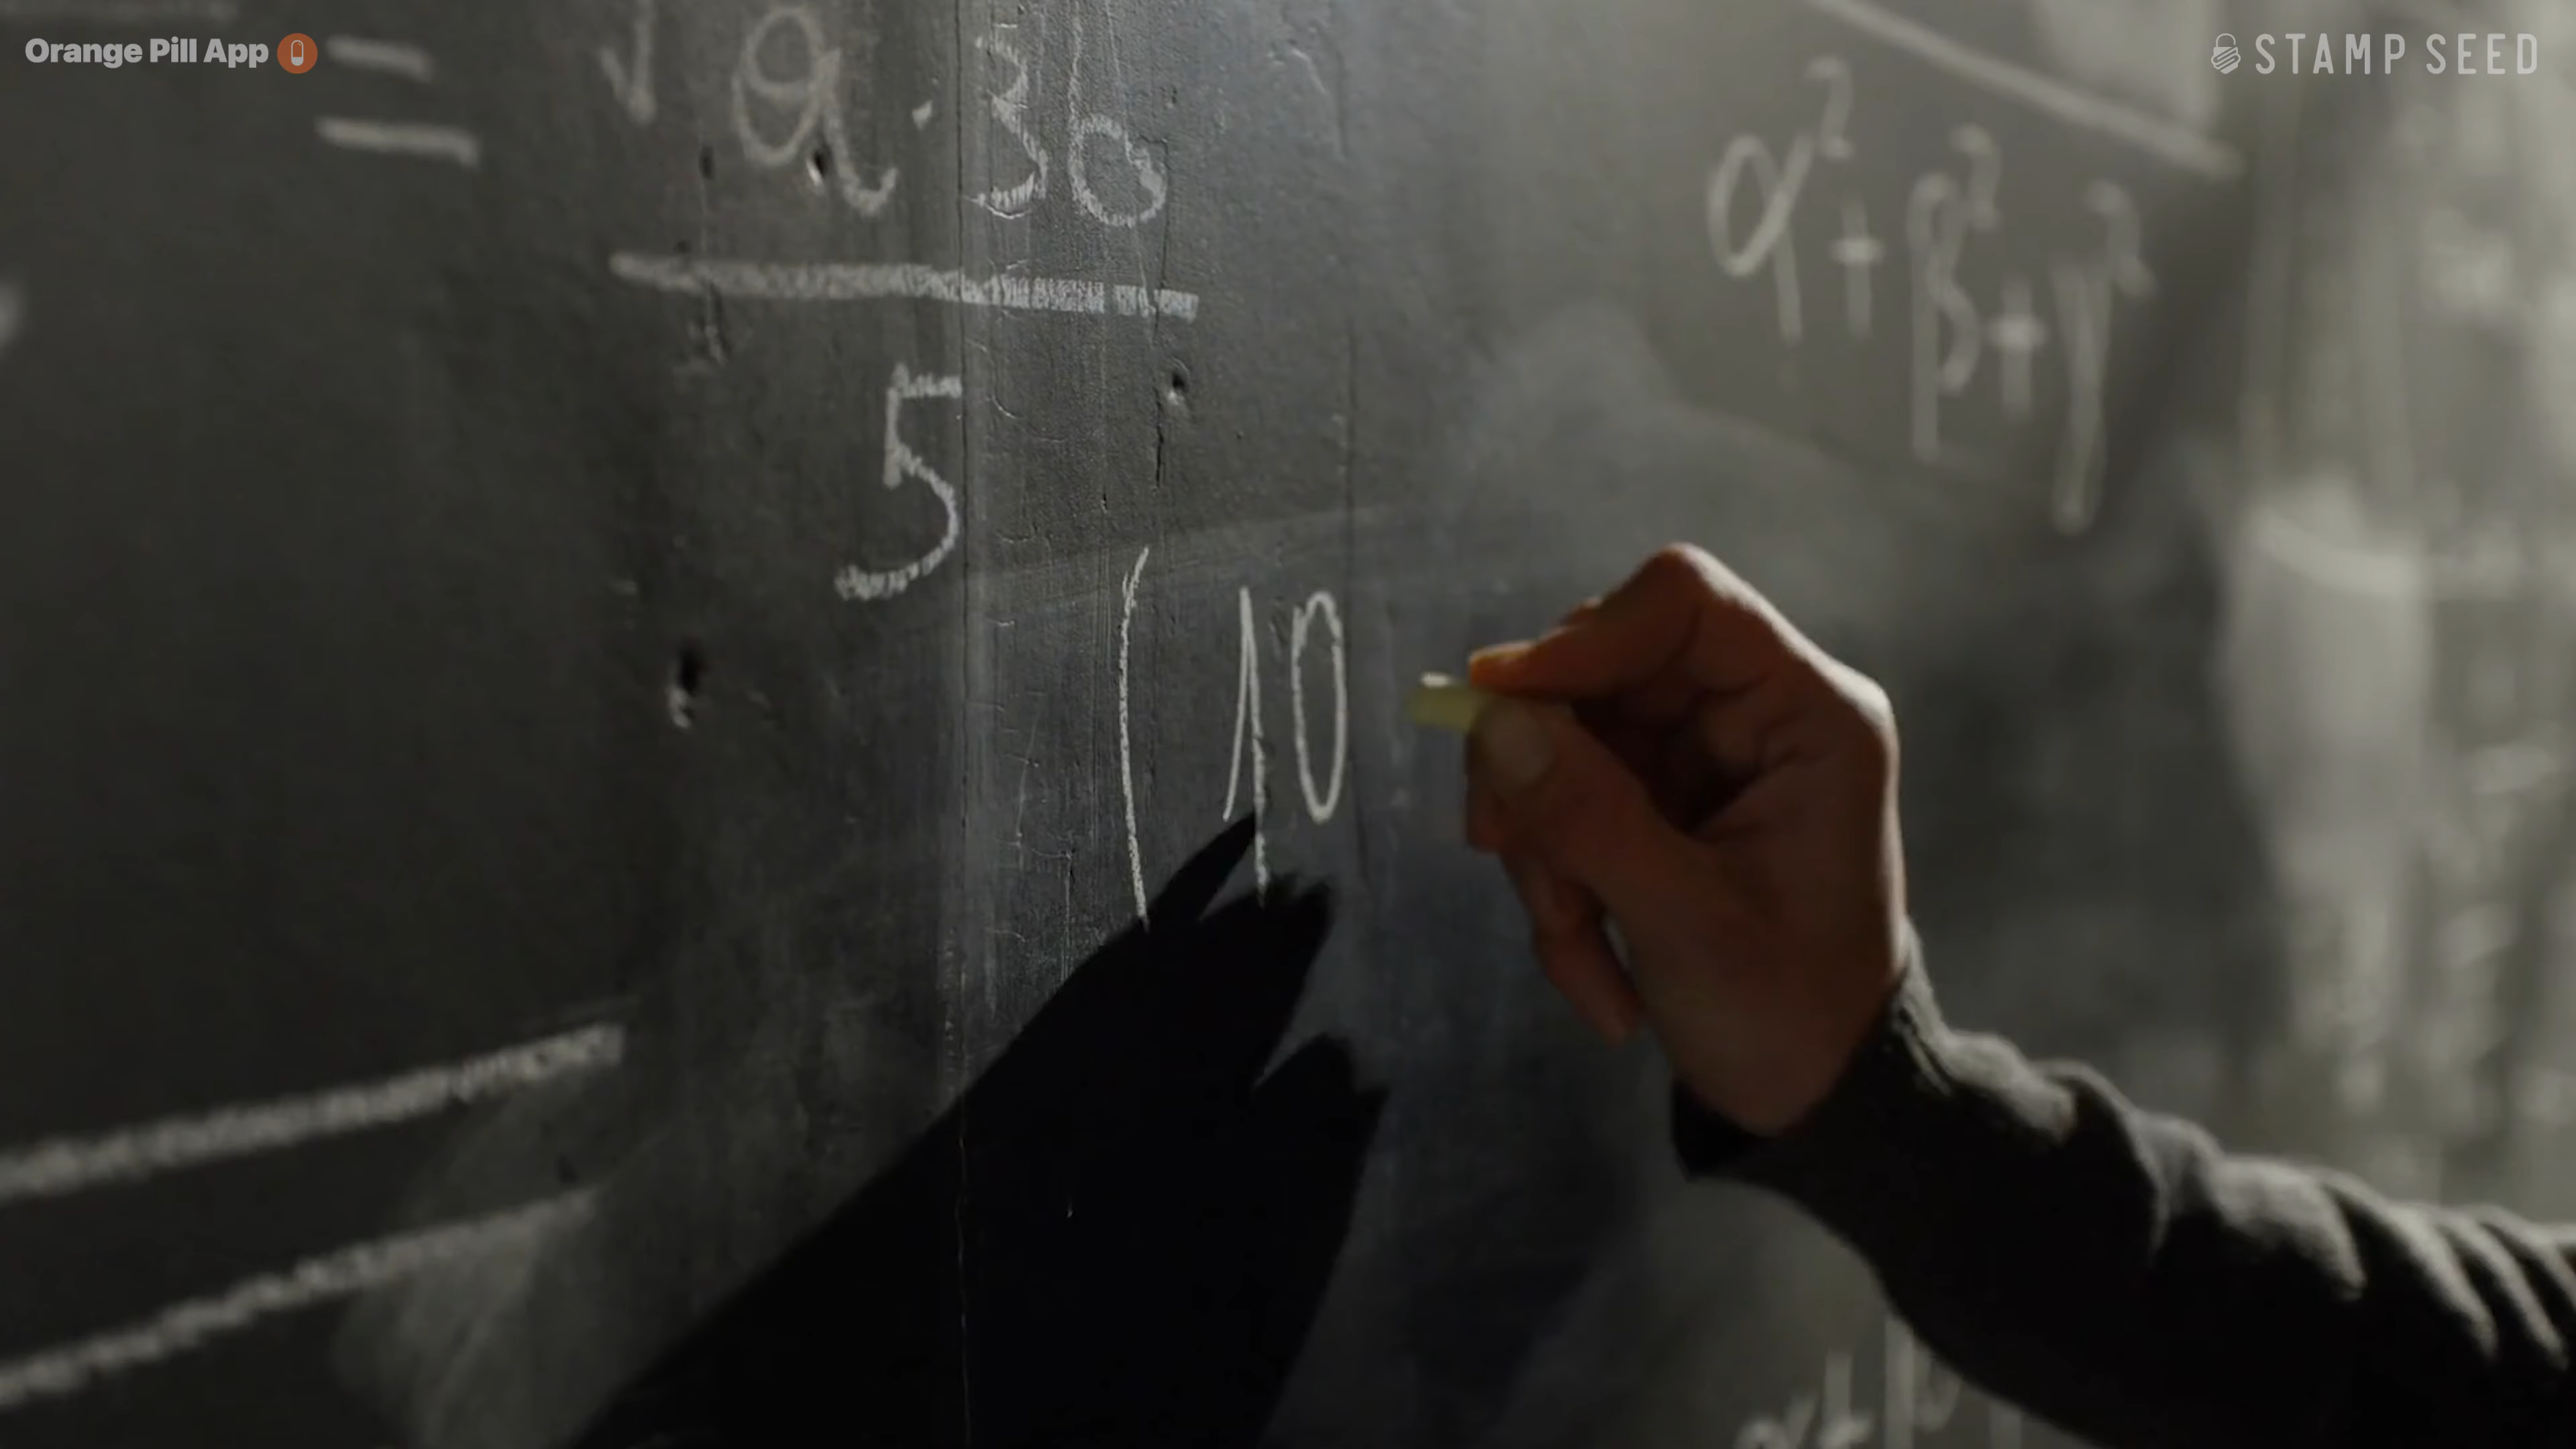 Orange Pill App
STAMP SEED
= √a·36
5
α²+β²+γ²
(10